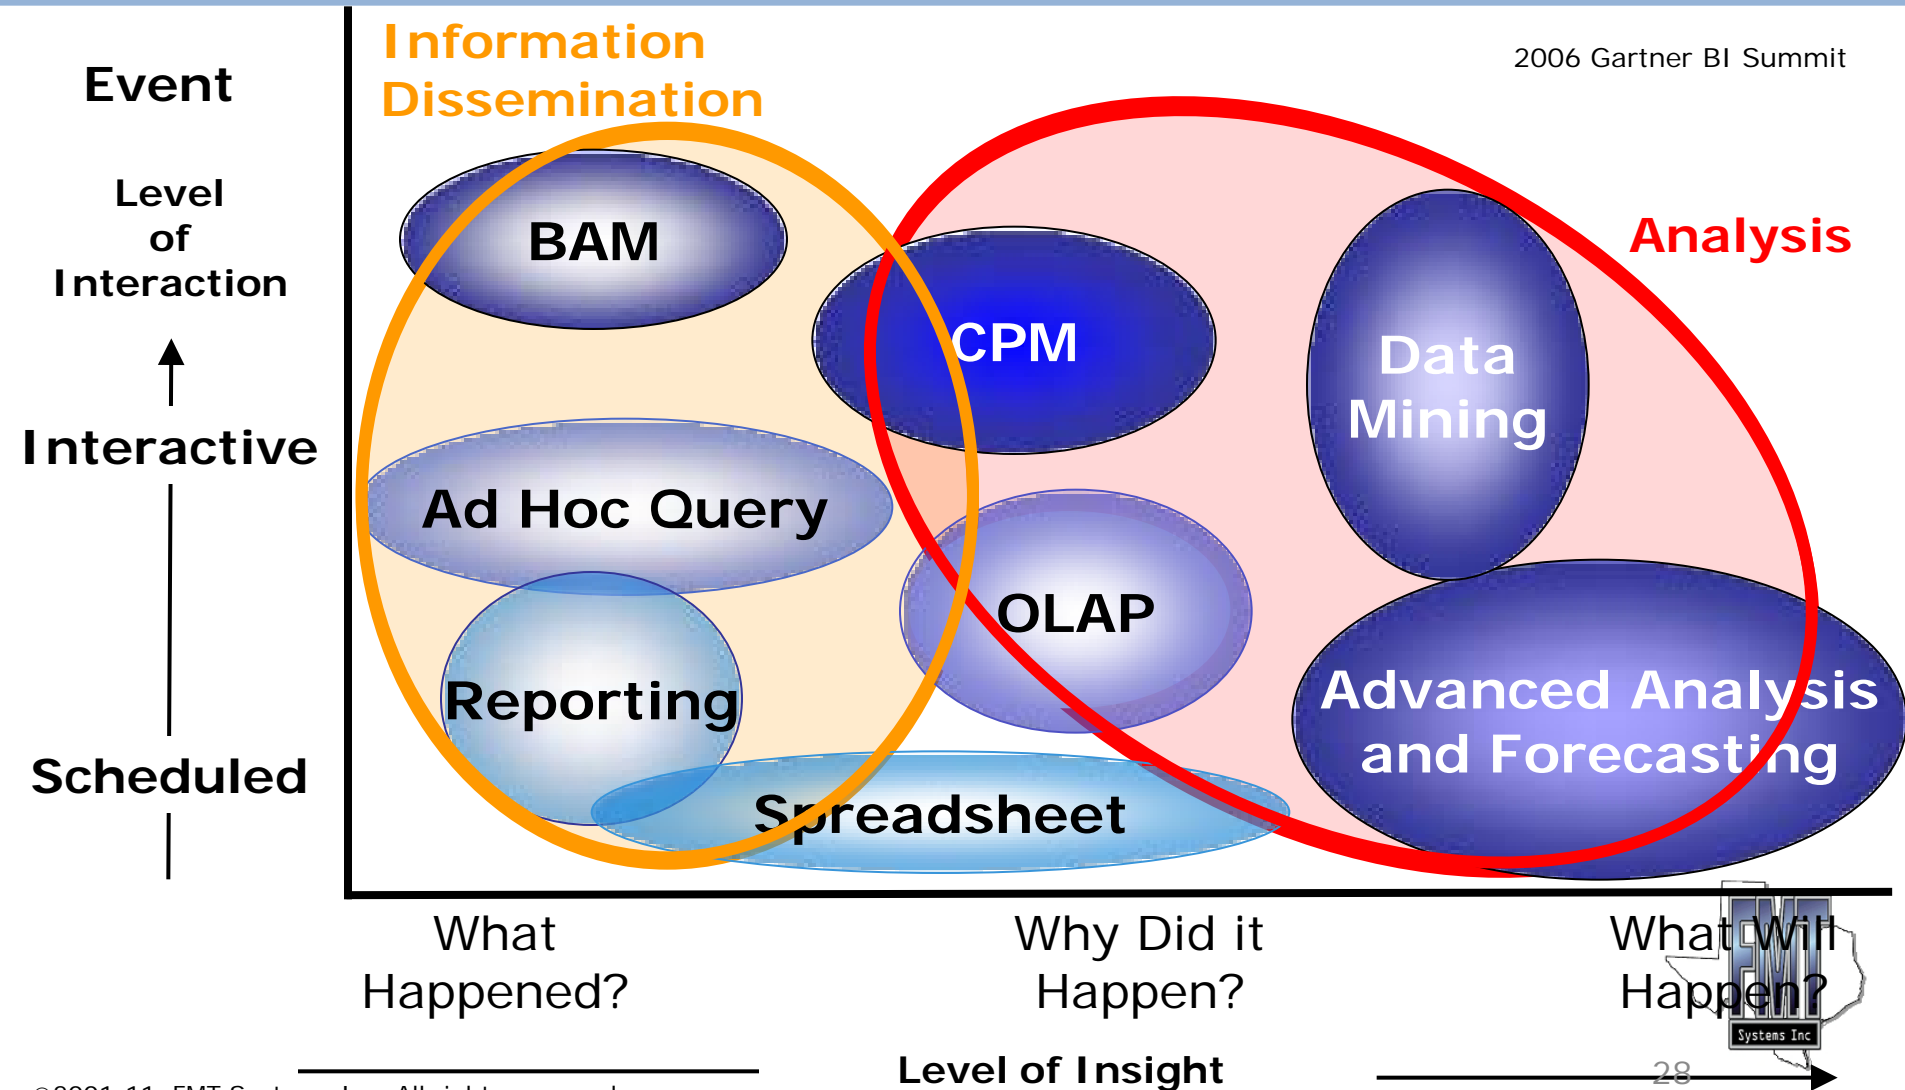 Information
Dissemination
2006 Gartner BI Summit
Event
Level
of
Interaction
Interactive
Scheduled
BAM
CPM
Data
Mining
Analysis
Ad Hoc Query
OLAP
Reporting
Advanced Analysis
and Forecasting
Spreadsheet
What
Happened?
Why Did it
Happen?
What Will
Happen?
FMT
Systems Inc
Level of Insight
28